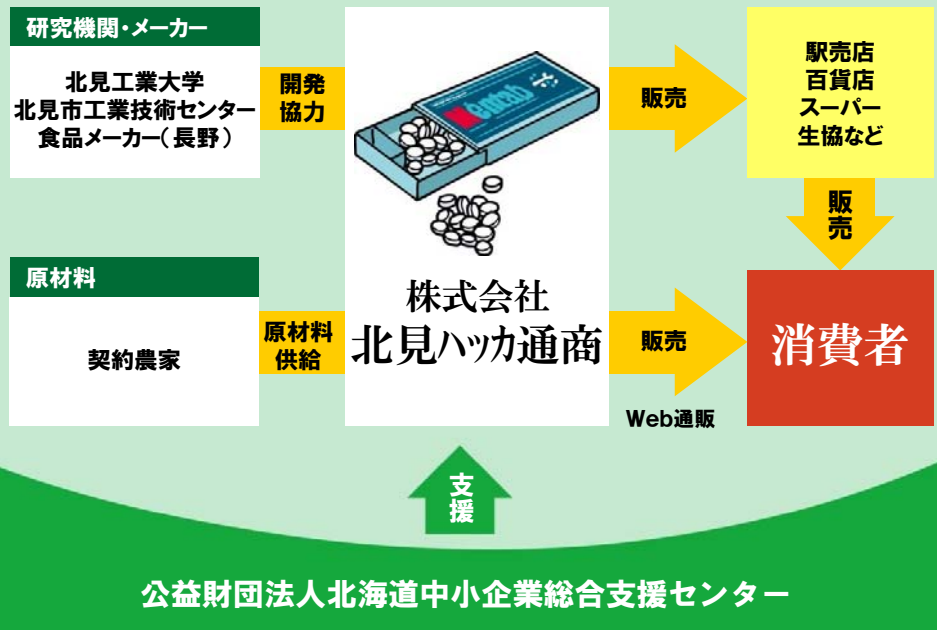 研究機関・メーカー
北見工業大学
北見市工業技術センター
食品メーカー(長野)
開発
協力
原材料
契約農家
原材料
供給
株式会社
北見ハッカ通商
販売
駅売店
百貨店
スーパー
生協など
販売
販売
Web通販
消費者
支援
公益財団法人北海道中小企業総合支援センター